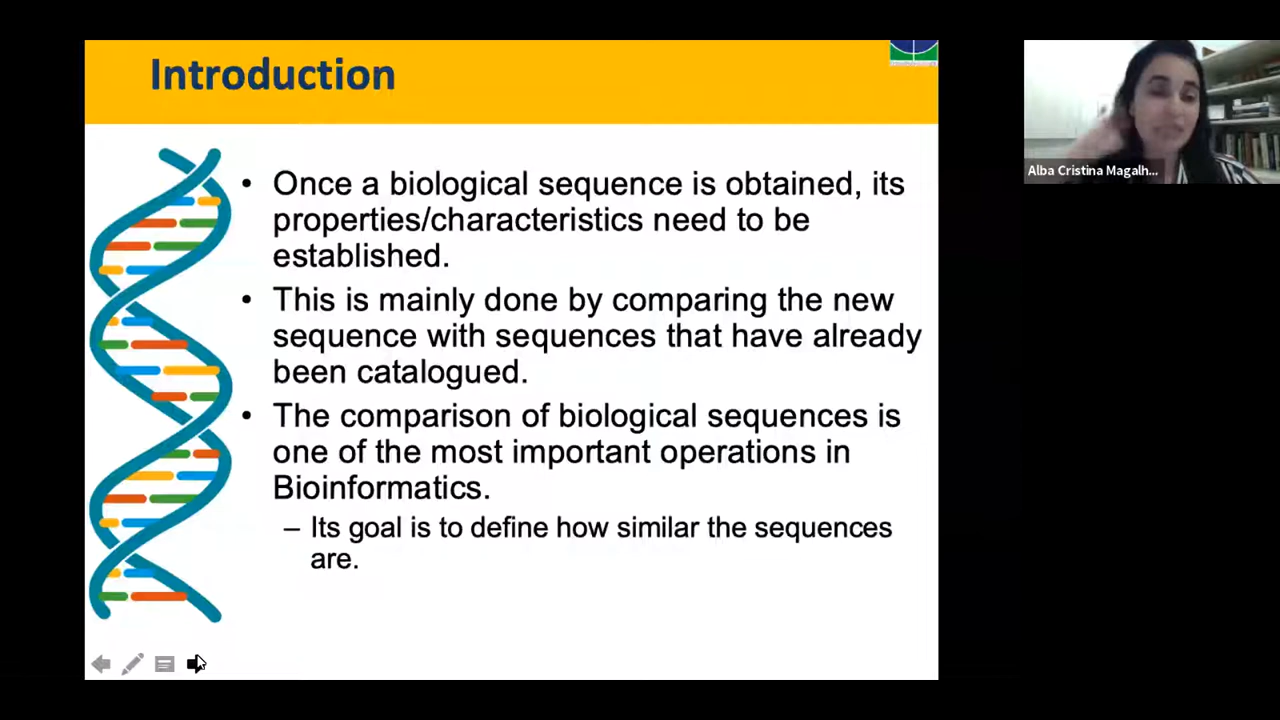 Introduction
Once a biological sequence is obtained, its
properties/characteristics need to be
established.
This is mainly done by comparing the new
sequence with sequences that have already
been catalogued.
The comparison of biological sequences is
one of the most important operations in
Bioinformatics.
– Its goal is to define how similar the sequences
are.
Alba Cristina Magalh...